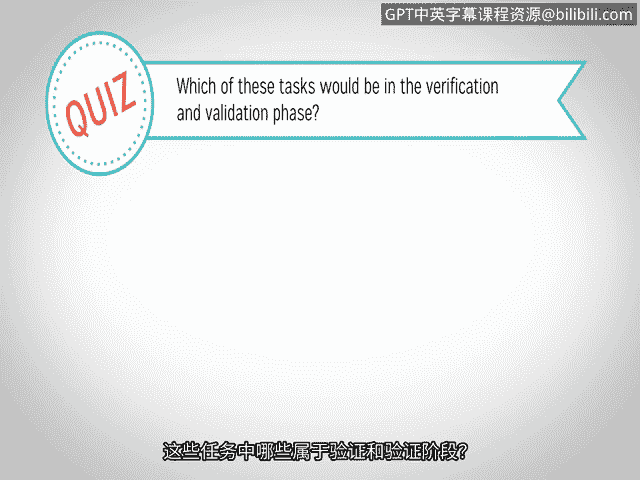 GPT中英字幕课程资源@bilibili.com
QUIZ
Which of these tasks would be in the verification
and validation phase?
这些任务中哪些属于验证和验证阶段?